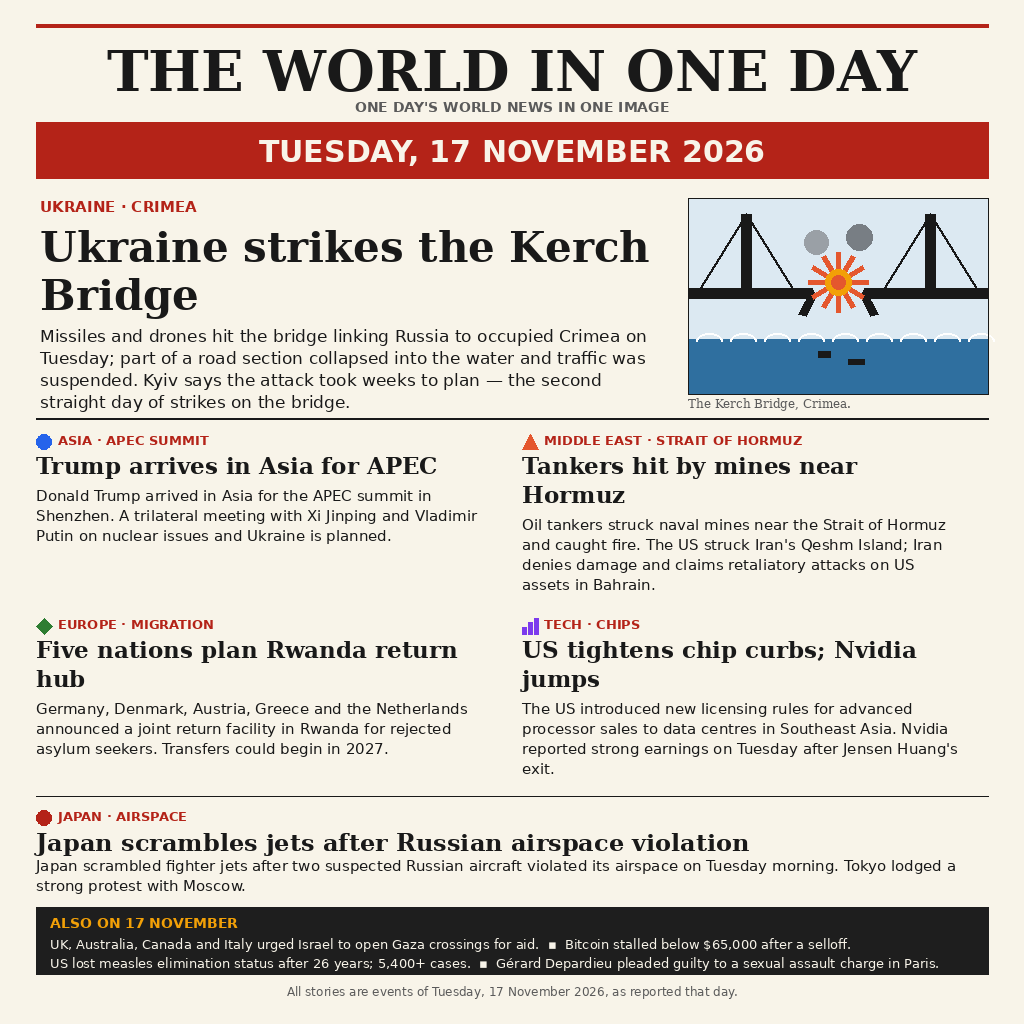 THE WORLD IN ONE DAY
ONE DAY'S WORLD NEWS IN ONE IMAGE
TUESDAY, 17 NOVEMBER 2026
UKRAINE · CRIMEA
Ukraine strikes the Kerch
Bridge
Missiles and drones hit the bridge linking Russia to occupied Crimea on
Tuesday; part of a road section collapsed into the water and traffic was
suspended. Kyiv says the attack took weeks to plan — the second
straight day of strikes on the bridge.
The Kerch Bridge, Crimea.
ASIA · APEC SUMMIT
Trump arrives in Asia for APEC
Donald Trump arrived in Asia for the APEC summit in
Shenzhen. A trilateral meeting with Xi Jinping and Vladimir
Putin on nuclear issues and Ukraine is planned.
MIDDLE EAST · STRAIT OF HORMUZ
Tankers hit by mines near
Hormuz
Oil tankers struck naval mines near the Strait of Hormuz
and caught fire. The US struck Iran's Qeshm Island; Iran
denies damage and claims retaliatory attacks on US
assets in Bahrain.
EUROPE · MIGRATION
Five nations plan Rwanda return
hub
Germany, Denmark, Austria, Greece and the Netherlands
announced a joint return facility in Rwanda for rejected
asylum seekers. Transfers could begin in 2027.
TECH · CHIPS
US tightens chip curbs; Nvidia
jumps
The US introduced new licensing rules for advanced
processor sales to data centres in Southeast Asia. Nvidia
reported strong earnings on Tuesday after Jensen Huang's
exit.
JAPAN · AIRSPACE
Japan scrambles jets after Russian airspace violation
Japan scrambled fighter jets after two suspected Russian aircraft violated its airspace on Tuesday morning. Tokyo lodged a
strong protest with Moscow.
ALSO ON 17 NOVEMBER
UK, Australia, Canada and Italy urged Israel to open Gaza crossings for aid. ▪ Bitcoin stalled below $65,000 after a selloff.
US lost measles elimination status after 26 years; 5,400+ cases. ▪ Gérard Depardieu pleaded guilty to a sexual assault charge in Paris.
All stories are events of Tuesday, 17 November 2026, as reported that day.